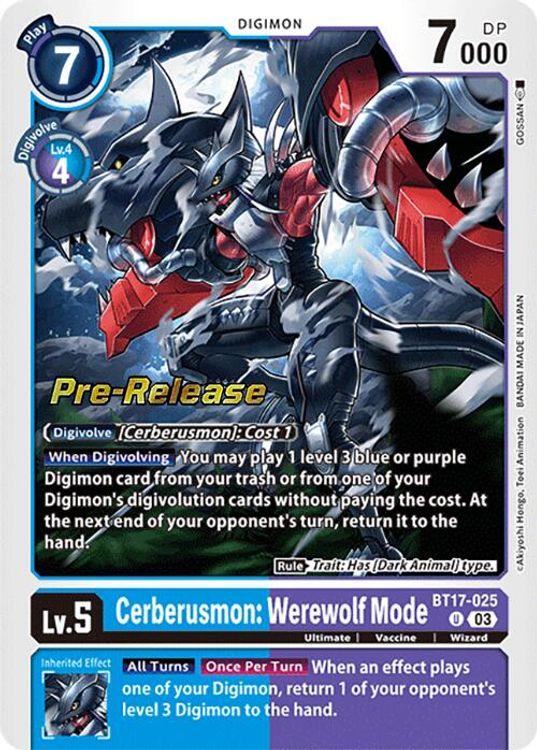 Play
DIGIMON
7
7000
DP
Digivolve
Lv.4
4
GOSSAN
Pre-Release
Digivolve [Cerberusmon]: Cost 1
When Digivolving You may play 1 level 3 blue or purple
Digimon card from your trash or from one of your
Digimon's digivolution cards without paying the cost. At
the next end of your opponent's turn, return it to the
hand.
Rule Trait: Has [Dark Animal] type.
©Akiyoshi Hongo, Toei Animation BANDAI MADE IN JAPAN
Lv.5
Cerberusmon: Werewolf Mode
BT17-025
U 03
Ultimate | Vaccine | Wizard
Inherited Effect
All Turns Once Per Turn When an effect plays
one of your Digimon, return 1 of your opponent's
level 3 Digimon to the hand.